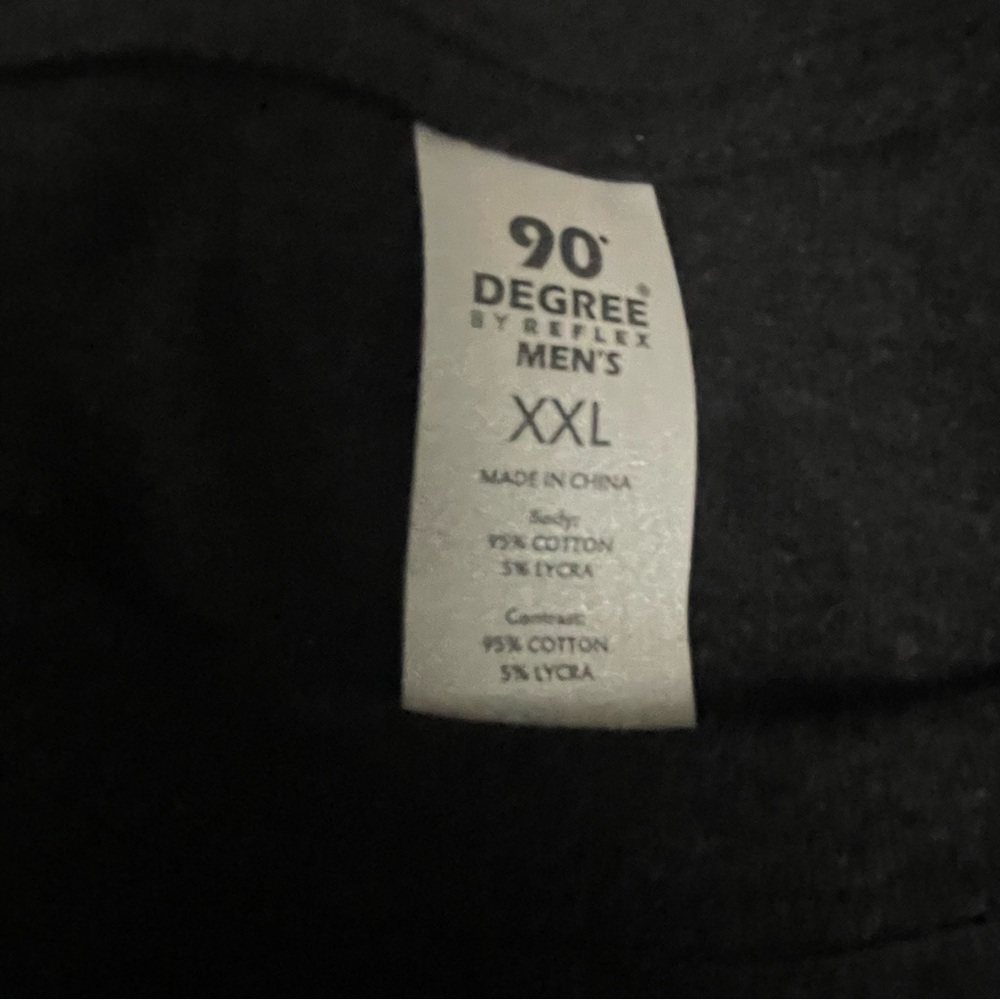 90°
DEGREE®
BY REFLEX
MEN'S
XXL
MADE IN CHINA
Body:
95% COTTON
5% LYCRA
Contrast:
95% COTTON
5% LYCRA